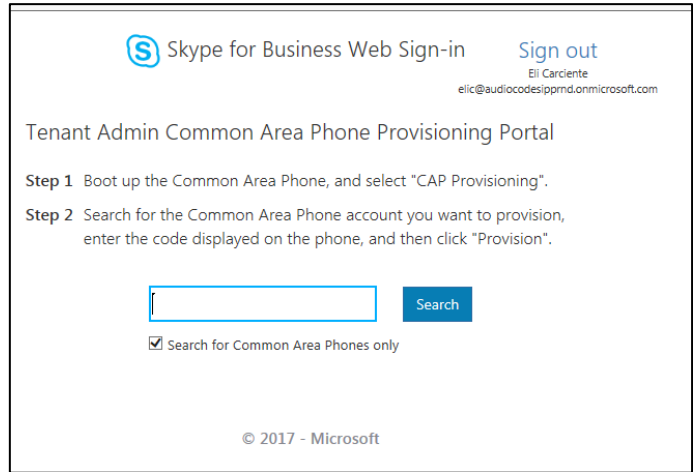 S Skype for Business Web Sign-in
Sign out
Eli Carciente
elic@audiocodesipprnd.onmicrosoft.com
Tenant Admin Common Area Phone Provisioning Portal
Step 1 Boot up the Common Area Phone, and select "CAP Provisioning".
Step 2 Search for the Common Area Phone account you want to provision,
enter the code displayed on the phone, and then click "Provision".
Search
Search for Common Area Phones only
© 2017 - Microsoft